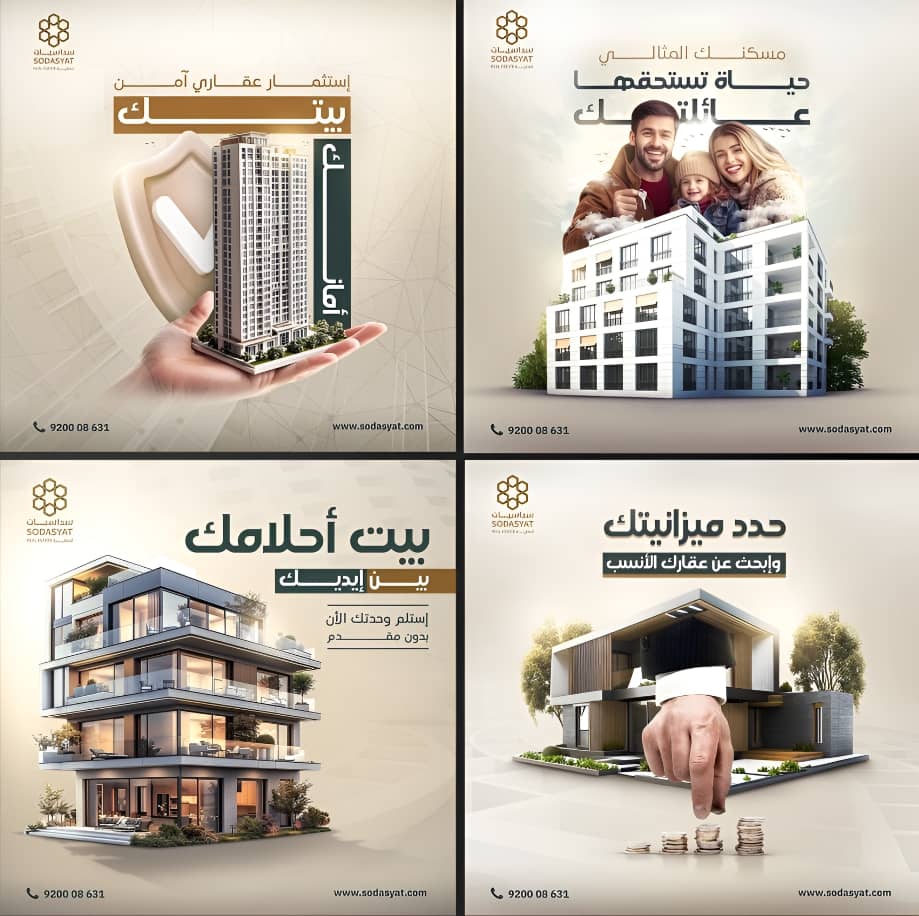 سداسيات
SODASYAT
إستثمار عقاري آمن
بيتك
أمانك
9200 08 631
www.sodasyat.com
سداسيات
SODASYAT
مسكنك المثالي
حياة تستحقها
عائلتك
9200 08 631
www.sodasyat.com
سداسيات
SODASYAT
بيت أحلامك
بين إيديك
إستلم وحدتك الأن
بدون مقدم
9200 08 631
www.sodasyat.com
سداسيات
SODASYAT
حدد ميزانيتك
وإبحث عن عقارك الأنسب
9200 08 631
www.sodasyat.com